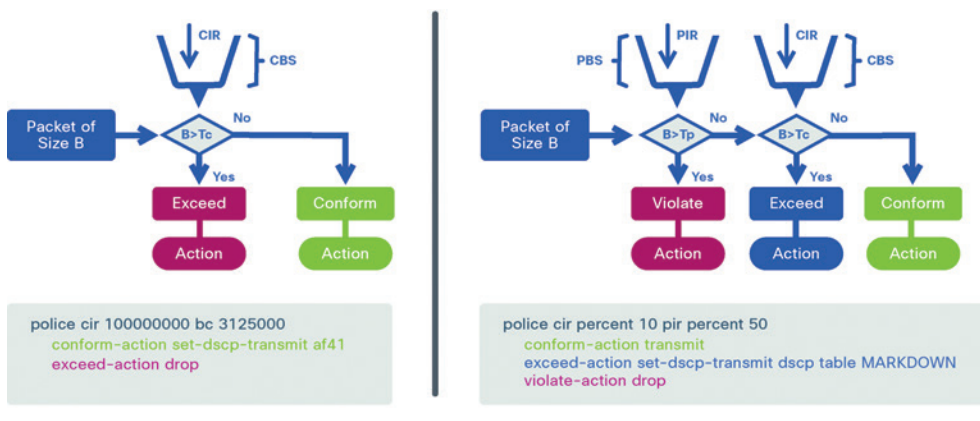 CIR
CBS
Packet of
Size B
B>Tc
No
Yes
Exceed
Conform
Action
Action
police cir 100000000 bc 3125000
conform-action set-dscp-transmit af41
exceed-action drop
PIR
CIR
PBS
CBS
Packet of
Size B
B>Tp
No
B>Tc
No
Yes
Yes
Violate
Exceed
Conform
Action
Action
Action
police cir percent 10 pir percent 50
conform-action transmit
exceed-action set-dscp-transmit dscp table MARKDOWN
violate-action drop